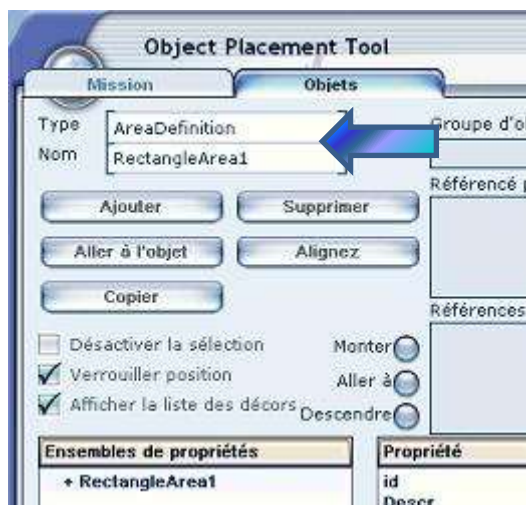 Object Placement Tool
Mission
Objets
Type
AreaDefinition
Groupe d'o
Nom
RectangleArea1
Référencé
Ajouter
Supprimer
Aller à l'objet
Alignez
Copier
Références
Désactiver la sélection
Monter
Verrouiller position
Aller à
Afficher la liste des décors
Descendre
Ensembles de propriétés
Propriété
+ RectangleArea1
id
Descr